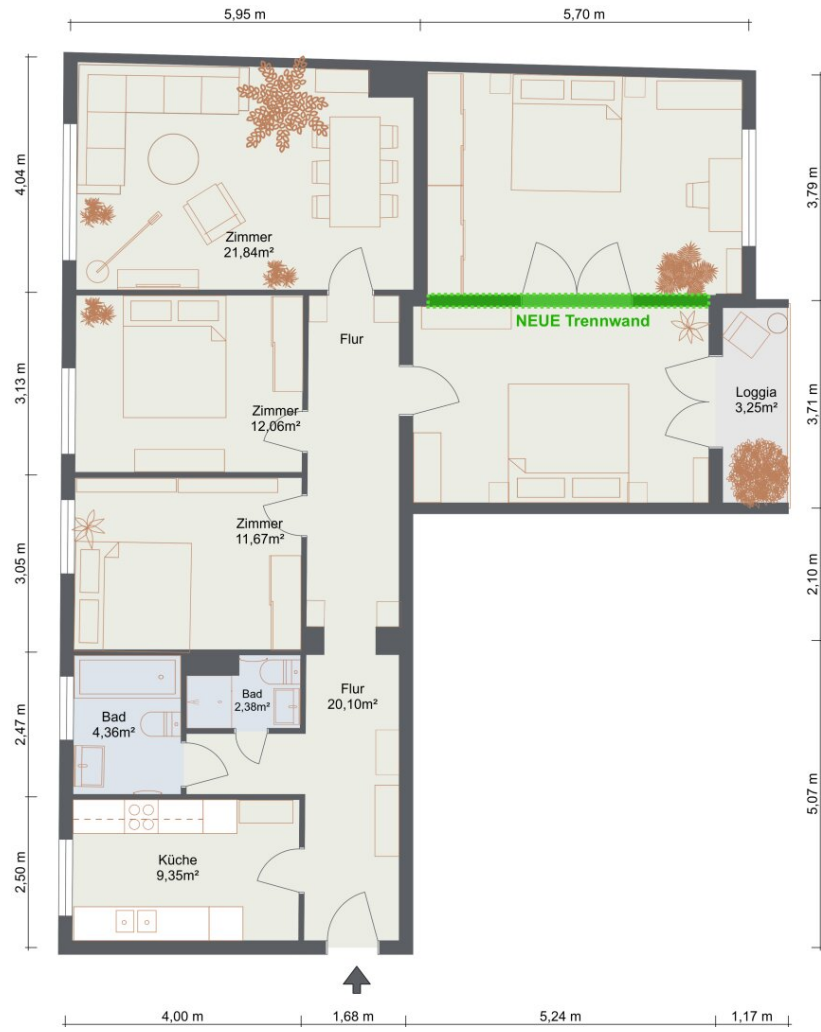 5,95 m
5,70 m
4,04 m
3,79 m
Zimmer
21,84m²
NEUE Trennwand
Flur
3,13 m
Zimmer
12,06m²
Loggia
3,25m²
3,71 m
Zimmer
11,67m²
3,05 m
2,10 m
Flur
20,10m²
Bad
2,38m²
Bad
4,36m²
2,47 m
5,07 m
Küche
9,35m²
2,50 m
4,00 m
1,68 m
5,24 m
1,17 m